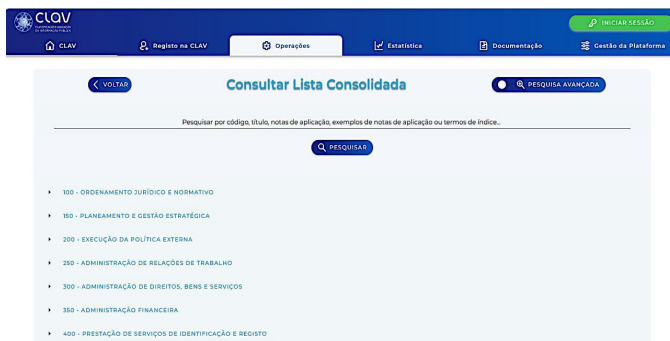 CLAV
INICIAR SESSÃO
CLAV
Registo na CLAV
Operações
Estatística
Documentação
Gestão da Plataforma
VOLTAR
Consultar Lista Consolidada
PESQUISA AVANÇADA
Pesquisar por código, título, notas de aplicação, exemplos de notas de aplicação ou termos de índice...
PESQUISAR
100 - ORDENAMENTO JURÍDICO E NORMATIVO
150 - PLANEAMENTO E GESTÃO ESTRATÉGICA
200 - EXECUÇÃO DA POLÍTICA EXTERNA
250 - ADMINISTRAÇÃO DE RELAÇÕES DE TRABALHO
300 - ADMINISTRAÇÃO DE DIREITOS, BENS E SERVIÇOS
350 - ADMINISTRAÇÃO FINANCEIRA
400 - PRESTAÇÃO DE SERVIÇOS DE IDENTIFICAÇÃO E REGISTO